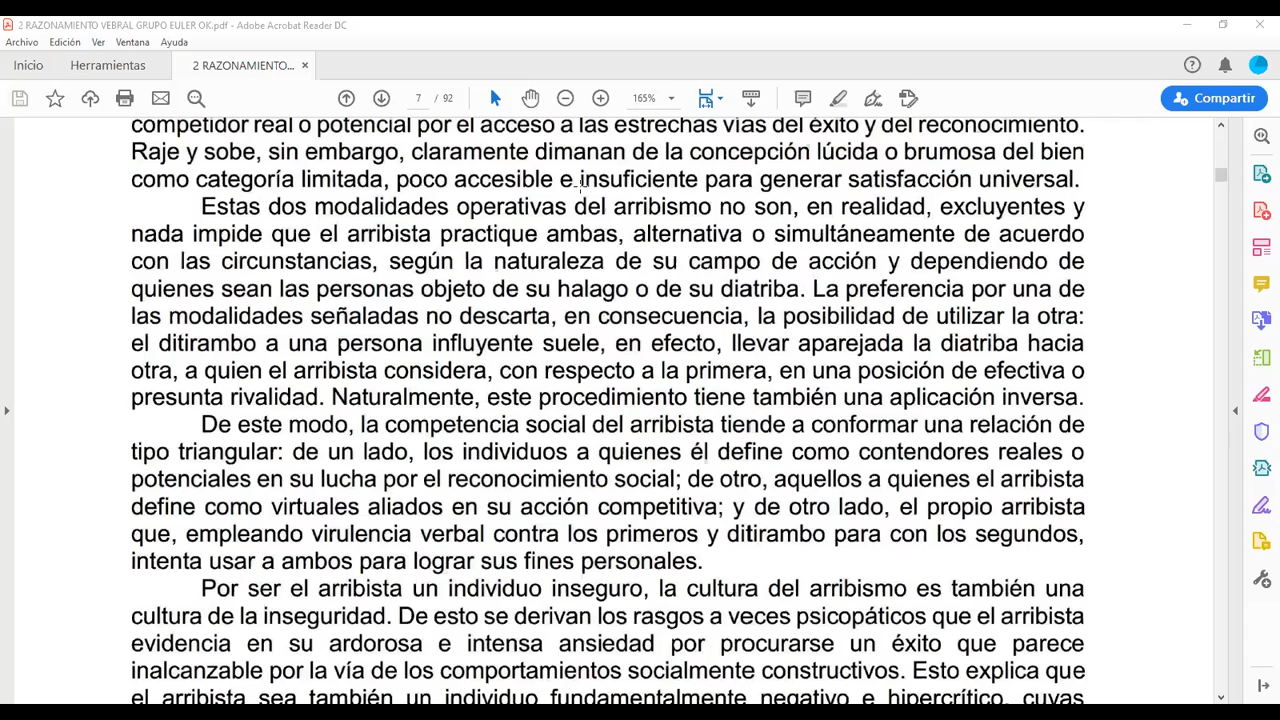 2 RAZONAMIENTO VEBRAL GRUPO EULER OK.pdf - Adobe Acrobat Reader DC
Archivo Edición Ver Ventana Ayuda
Inicio Herramientas 2 RAZONAMIENTO... ×
7 / 92 165% Compartir
competidor real o potencial por el acceso a las estrechas vías del éxito y del reconocimiento.
Raje y sobe, sin embargo, claramente dimanan de la concepción lúcida o brumosa del bien
como categoría limitada, poco accesible e insuficiente para generar satisfacción universal.
Estas dos modalidades operativas del arribismo no son, en realidad, excluyentes y
nada impide que el arribista practique ambas, alternativa o simultáneamente de acuerdo
con las circunstancias, según la naturaleza de su campo de acción y dependiendo de
quienes sean las personas objeto de su halago o de su diatriba. La preferencia por una de
las modalidades señaladas no descarta, en consecuencia, la posibilidad de utilizar la otra:
el ditirambo a una persona influyente suele, en efecto, llevar aparejada la diatriba hacia
otra, a quien el arribista considera, con respecto a la primera, en una posición de efectiva o
presunta rivalidad. Naturalmente, este procedimiento tiene también una aplicación inversa.
De este modo, la competencia social del arribista tiende a conformar una relación de
tipo triangular: de un lado, los individuos a quienes él define como contendores reales o
potenciales en su lucha por el reconocimiento social; de otro, aquellos a quienes el arribista
define como virtuales aliados en su acción competitiva; y de otro lado, el propio arribista
que, empleando virulencia verbal contra los primeros y ditirambo para con los segundos,
intenta usar a ambos para lograr sus fines personales.
Por ser el arribista un individuo inseguro, la cultura del arribismo es también una
cultura de la inseguridad. De esto se derivan los rasgos a veces psicopáticos que el arribista
evidencia en su ardorosa e intensa ansiedad por procurarse un éxito que parece
inalcanzable por la vía de los comportamientos socialmente constructivos. Esto explica que
el arribista sea también un individuo fundamentalmente negativo e hipercrítico, cuyas